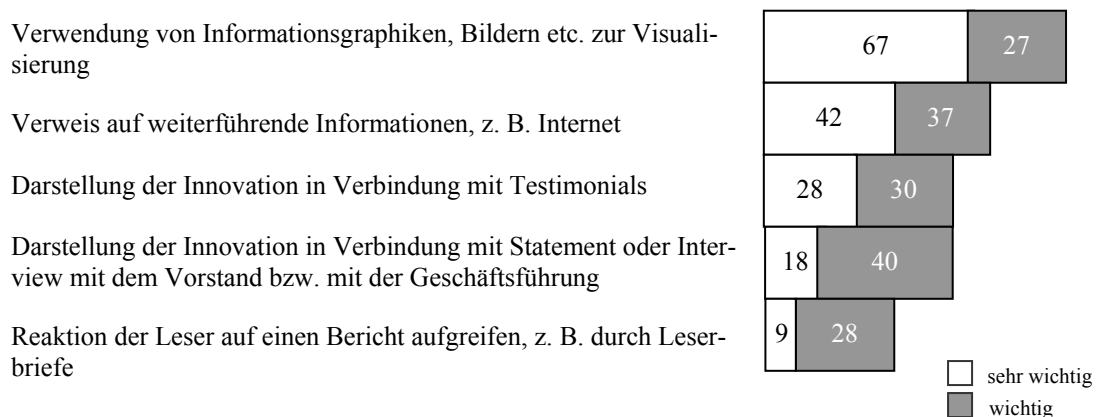 Verwendung von Informationsgraphiken, Bildern etc. zur Visuali-
sierung
67 27
Verweis auf weiterführende Informationen, z. B. Internet
42 37
Darstellung der Innovation in Verbindung mit Testimonials
28 30
Darstellung der Innovation in Verbindung mit Statement oder Inter-
view mit dem Vorstand bzw. mit der Geschäftsführung
18 40
Reaktion der Leser auf einen Bericht aufgreifen, z. B. durch Leser-
briefe
9 28
sehr wichtig
wichtig